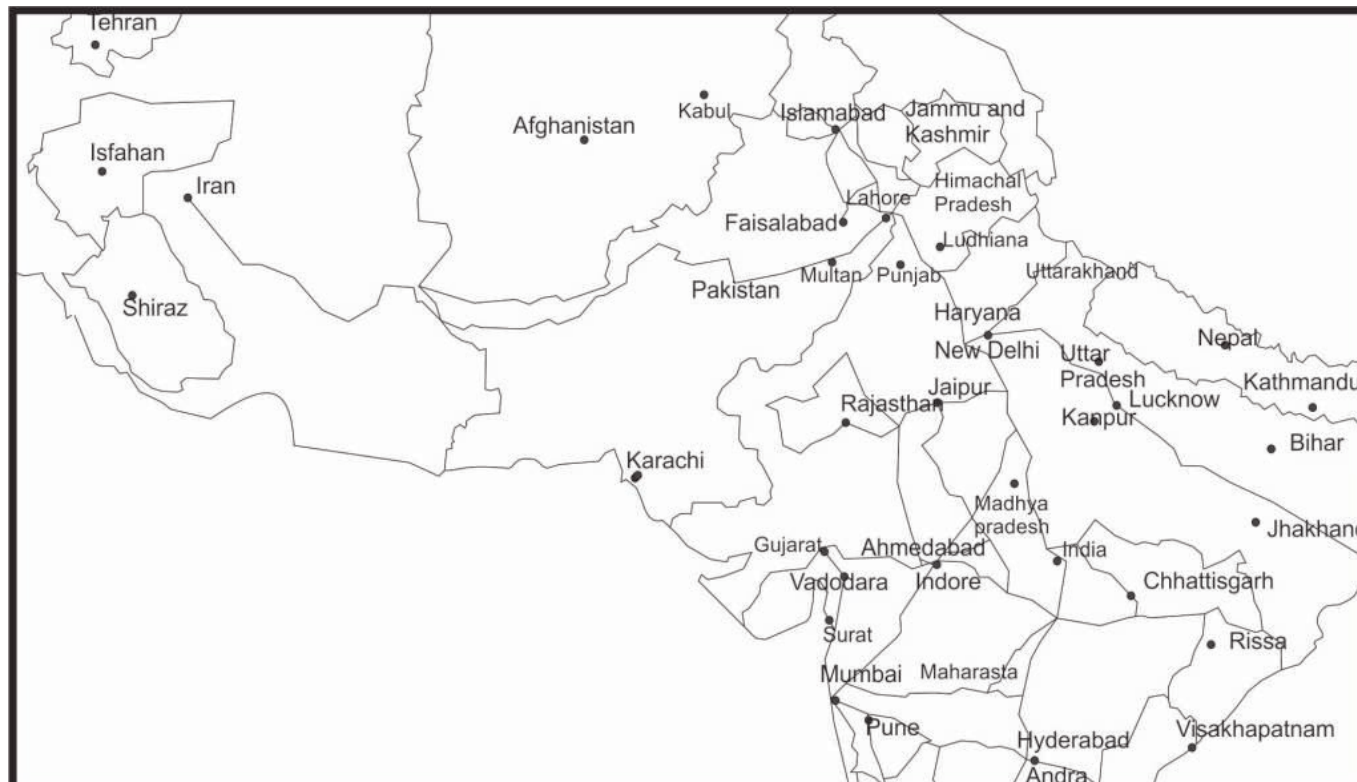 Tehran
Kabul
Islamabad
Jammu and
Kashmir
Afghanistan
Isfahan
Iran
Himachal
Pradesh
Lahore
Faisalabad
Ludhiana
Multan
Punjab
Uttarakhand
Pakistan
Shiraz
Haryana
New Delhi
Nepal
Uttar
Pradesh
Kathmandu
Jaipur
Rajasthan
Lucknow
Kanpur
Bihar
Karachi
Madhya
pradesh
Jhakhand
Gujarat
Ahmedabad
India
Vadodara
Indore
Chhattisgarh
Surat
Rissa
Mumbai
Maharasta
Pune
Visakhapatnam
Hyderabad
Andra